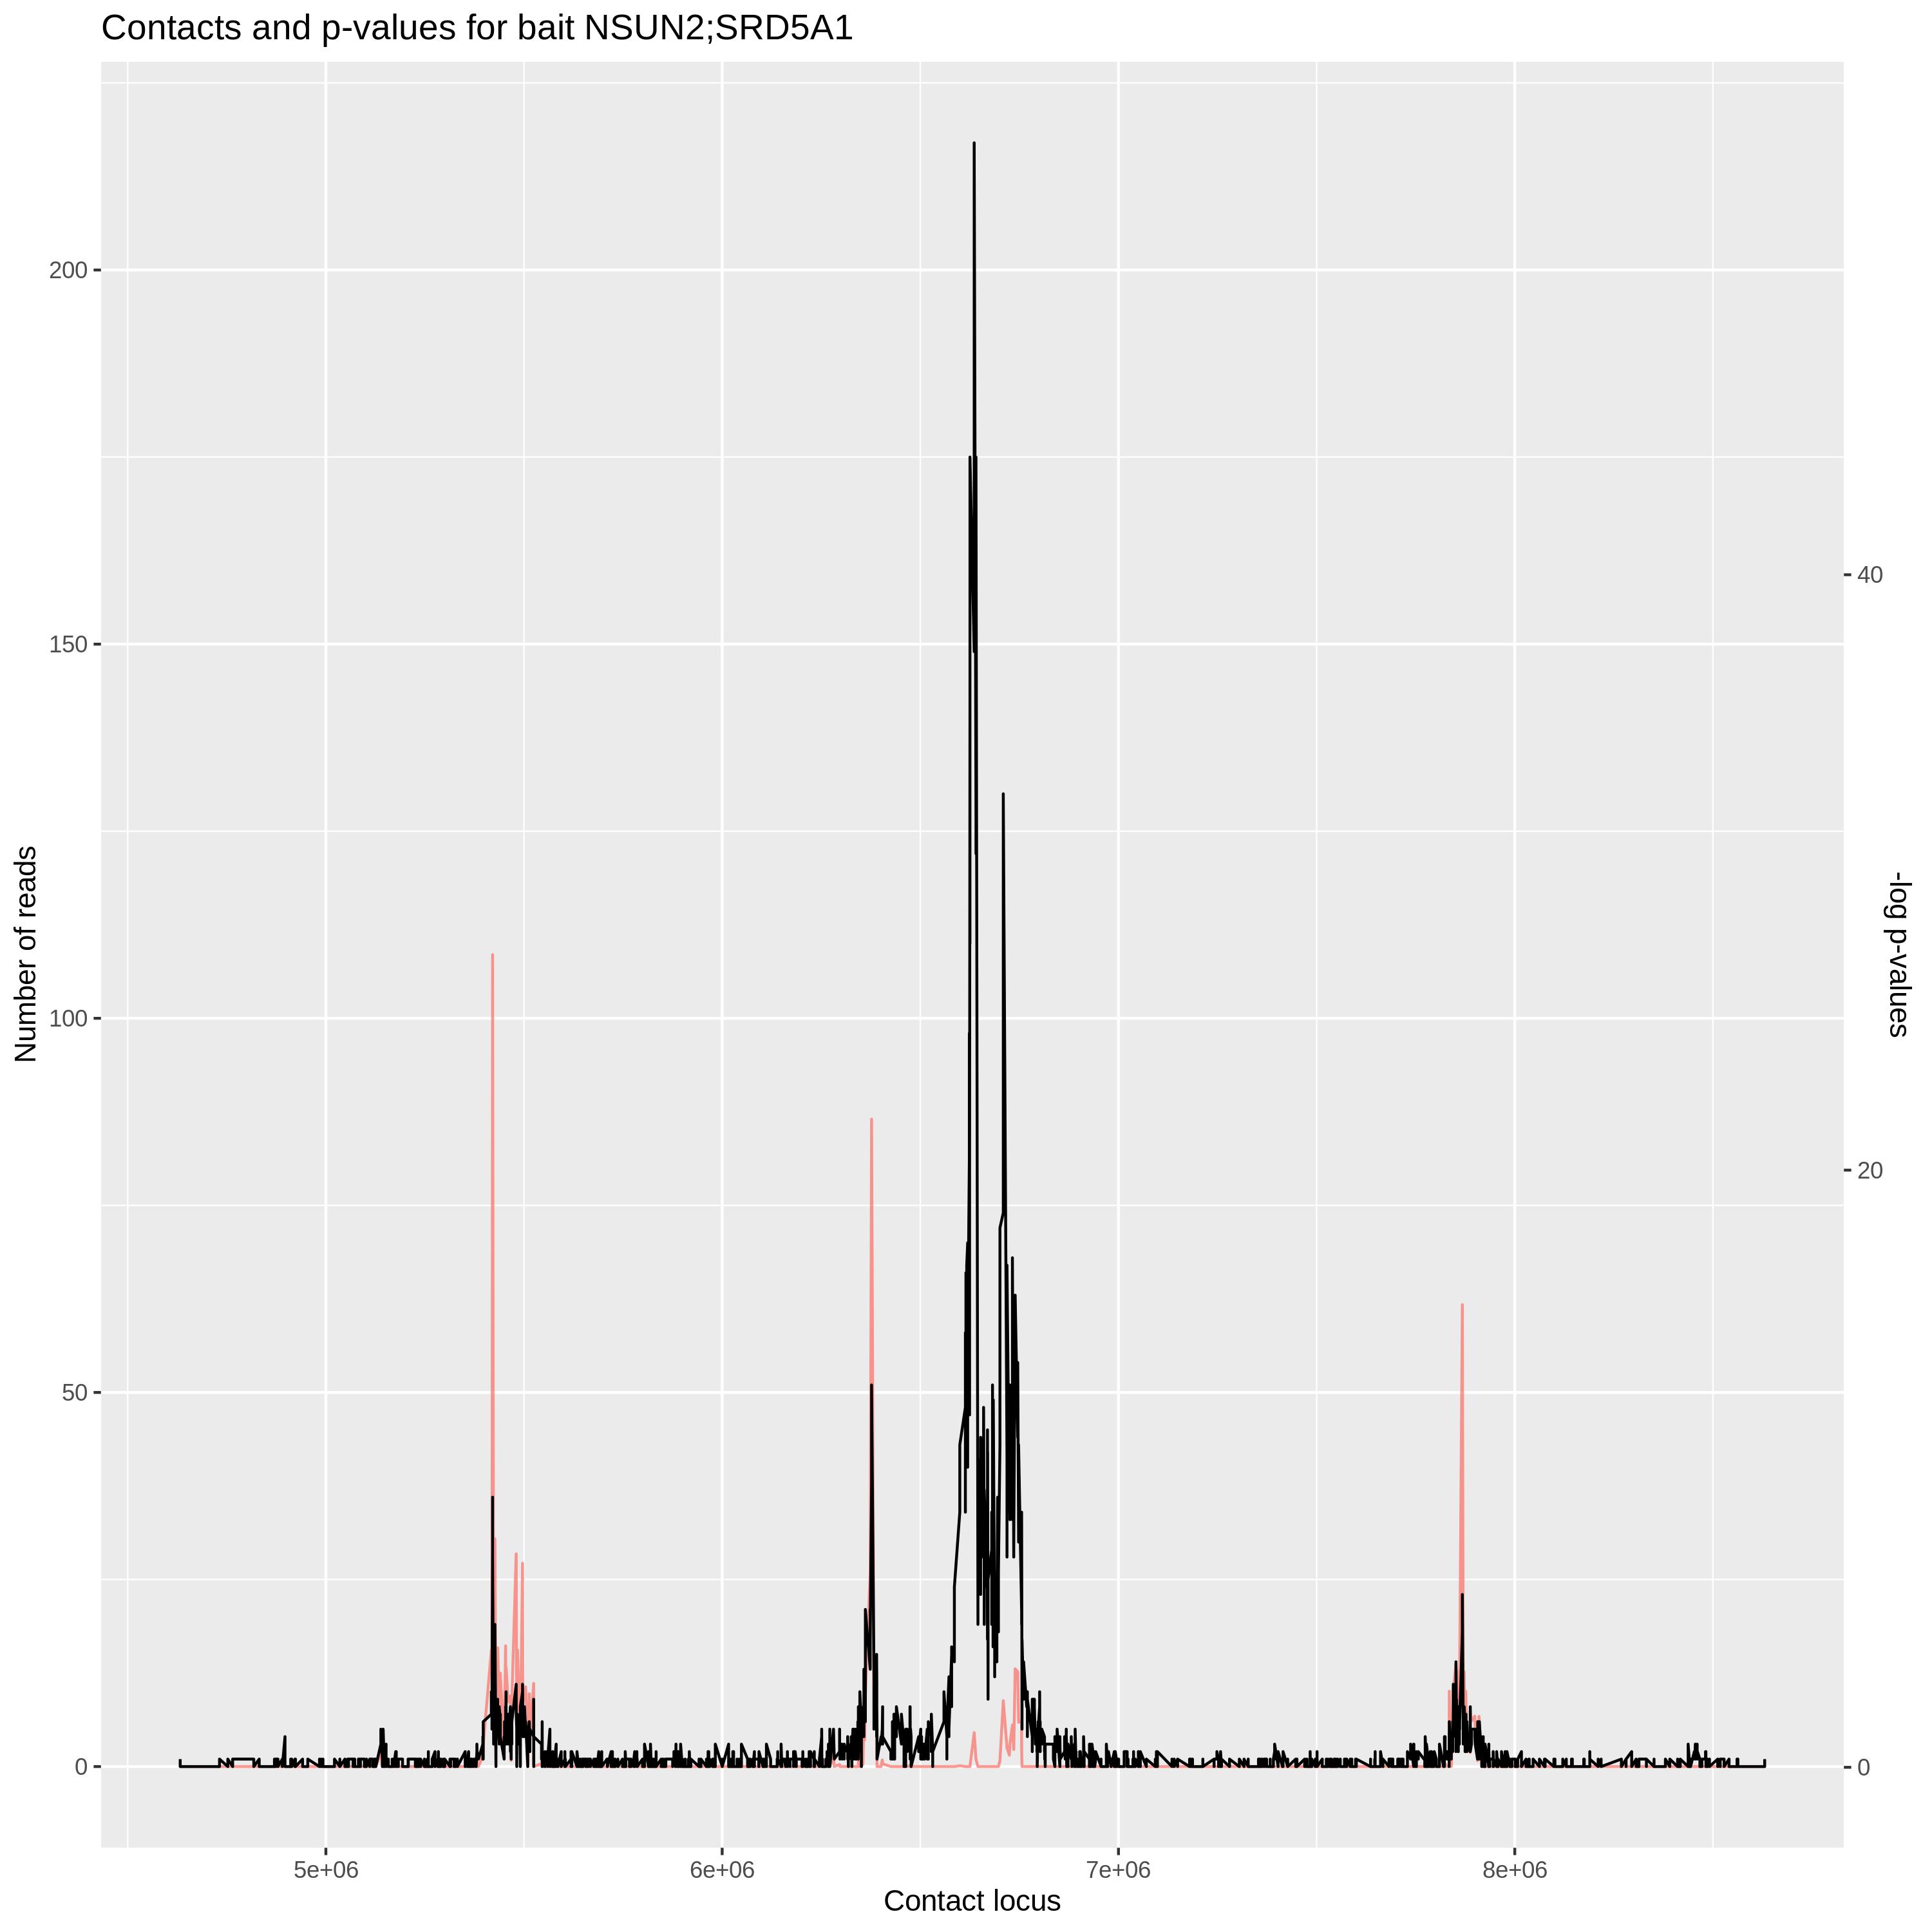 Contacts and p-values for bait NSUN2;SRD5A1
200
150
100
50
0
Number of reads
40
20
0
-log p-values
5e+06
6e+06
7e+06
8e+06
Contact locus